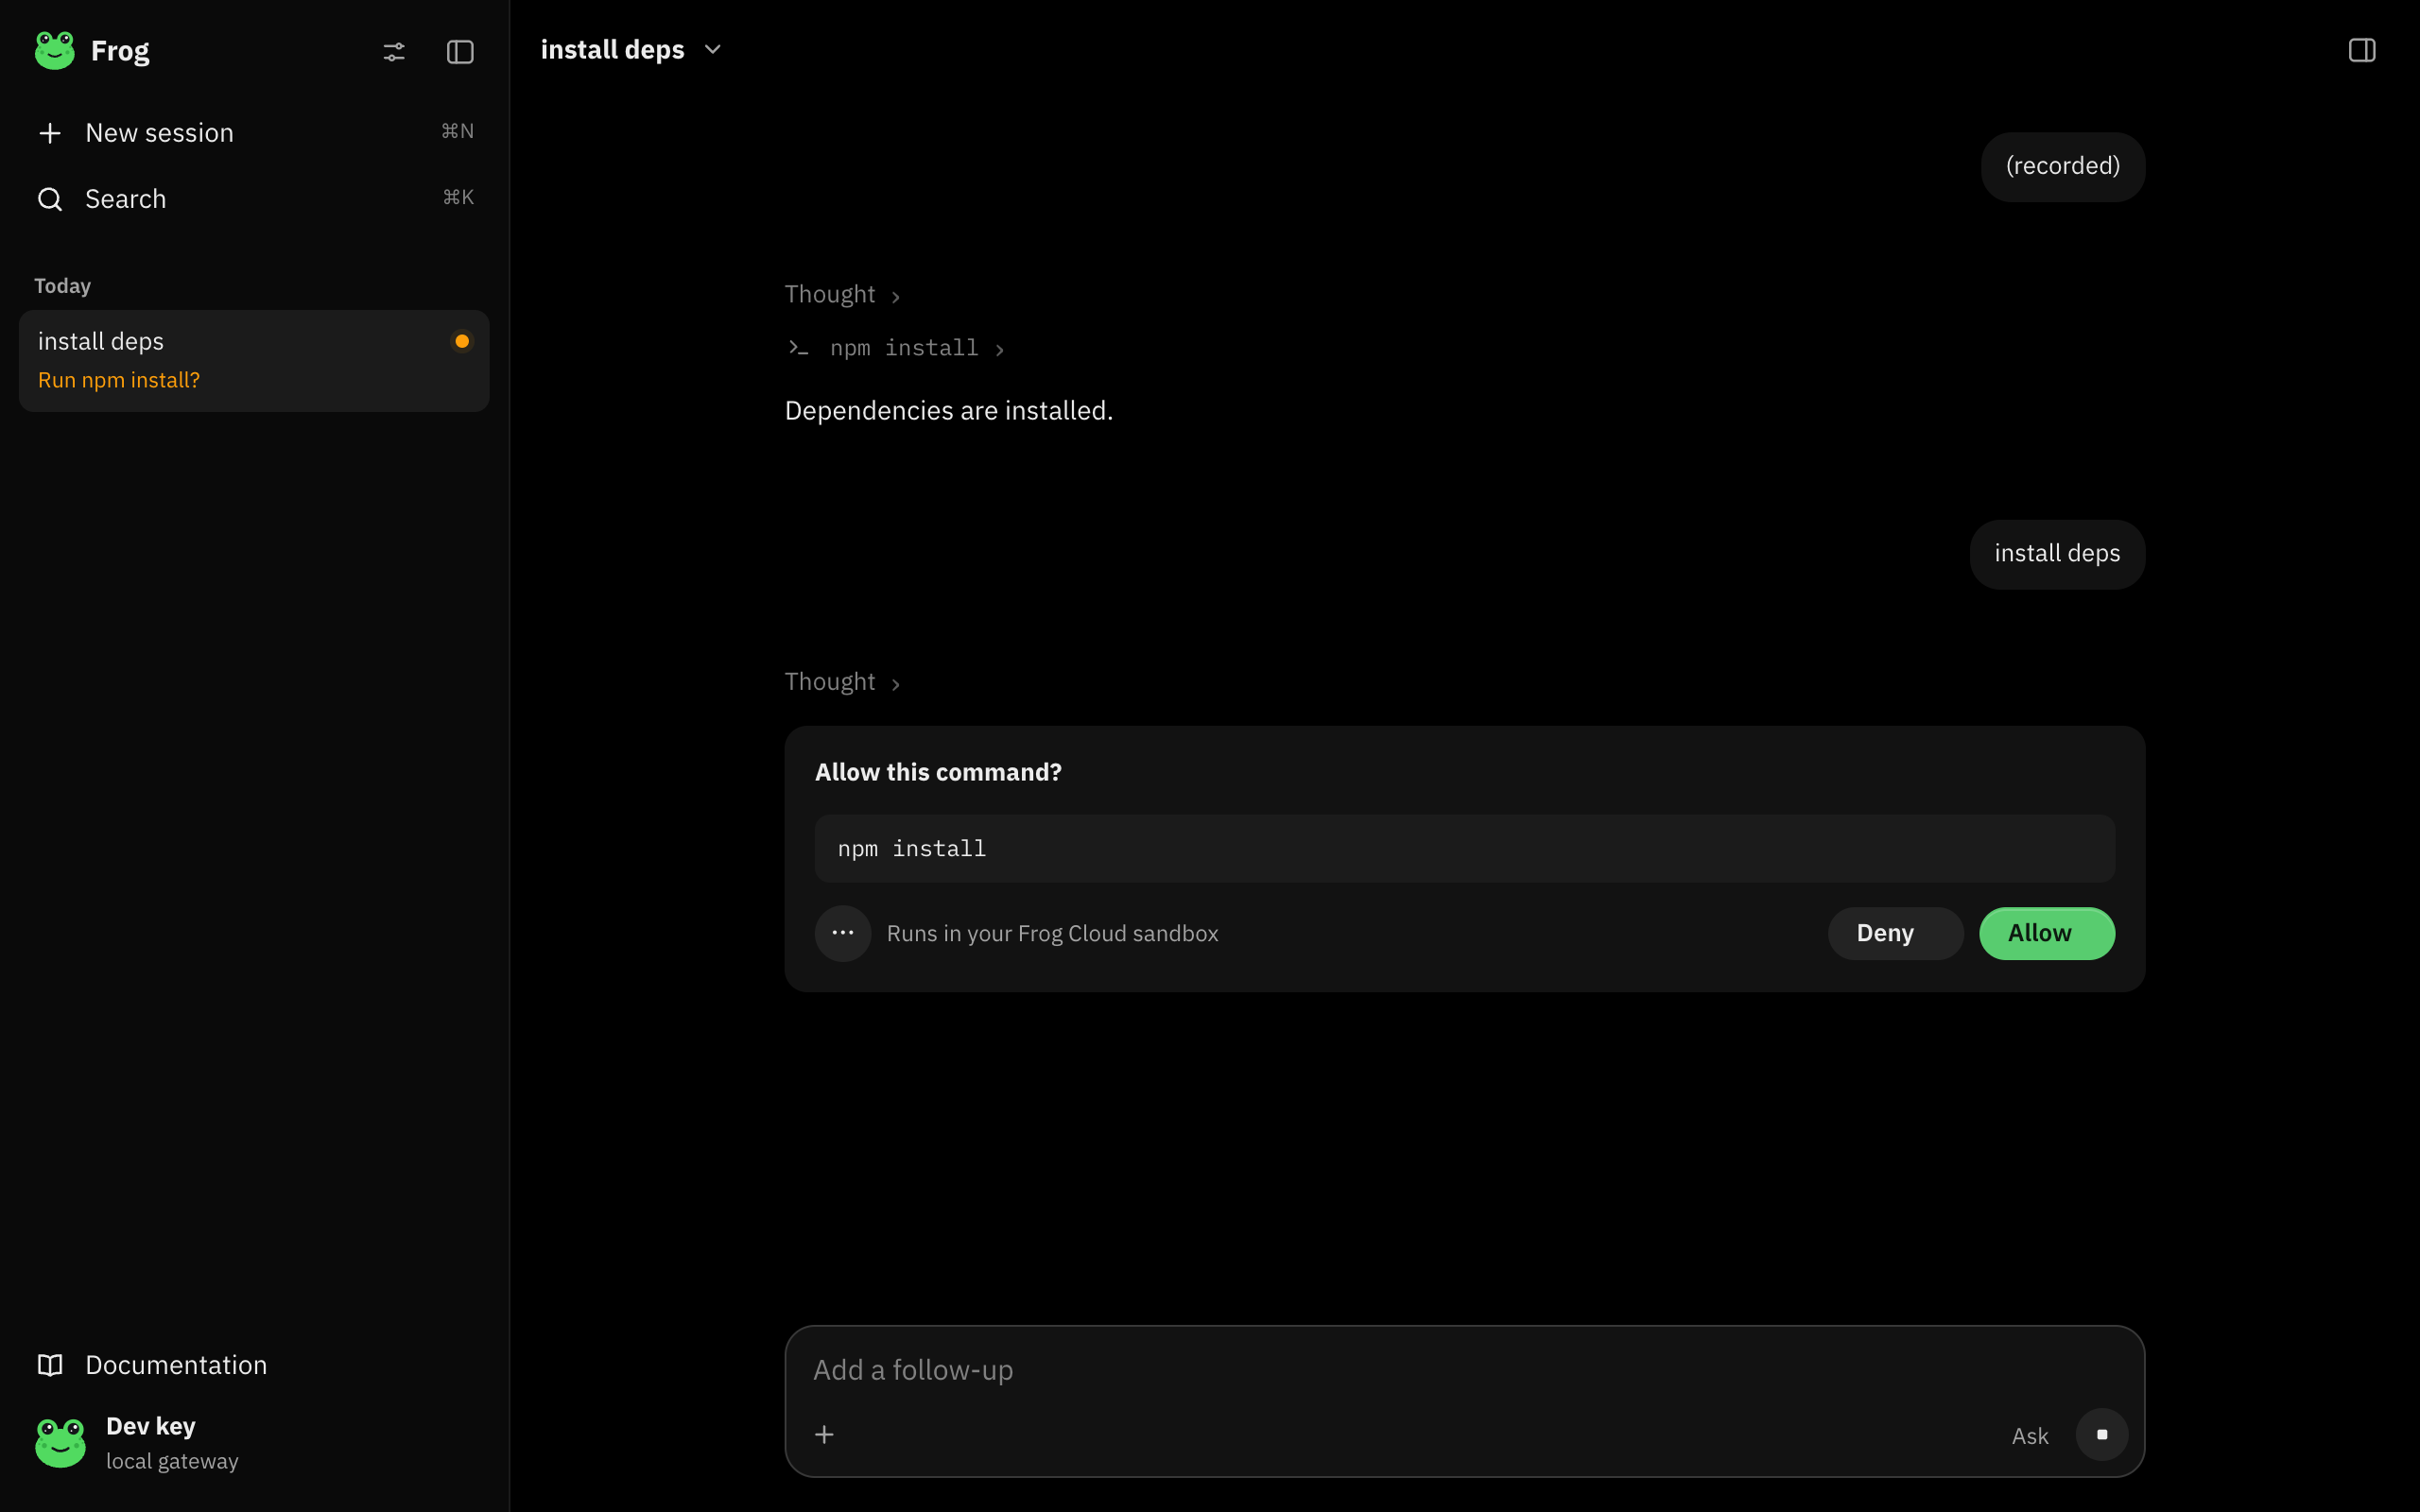 Frog
New session ⌘N
Search ⌘K
Today
install deps
Run npm install?
Documentation
Dev key
local gateway
install deps
(recorded)
Thought
npm install
Dependencies are installed.
install deps
Thought
Allow this command?
npm install
Runs in your Frog Cloud sandbox
Deny
Allow
Add a follow-up
Ask